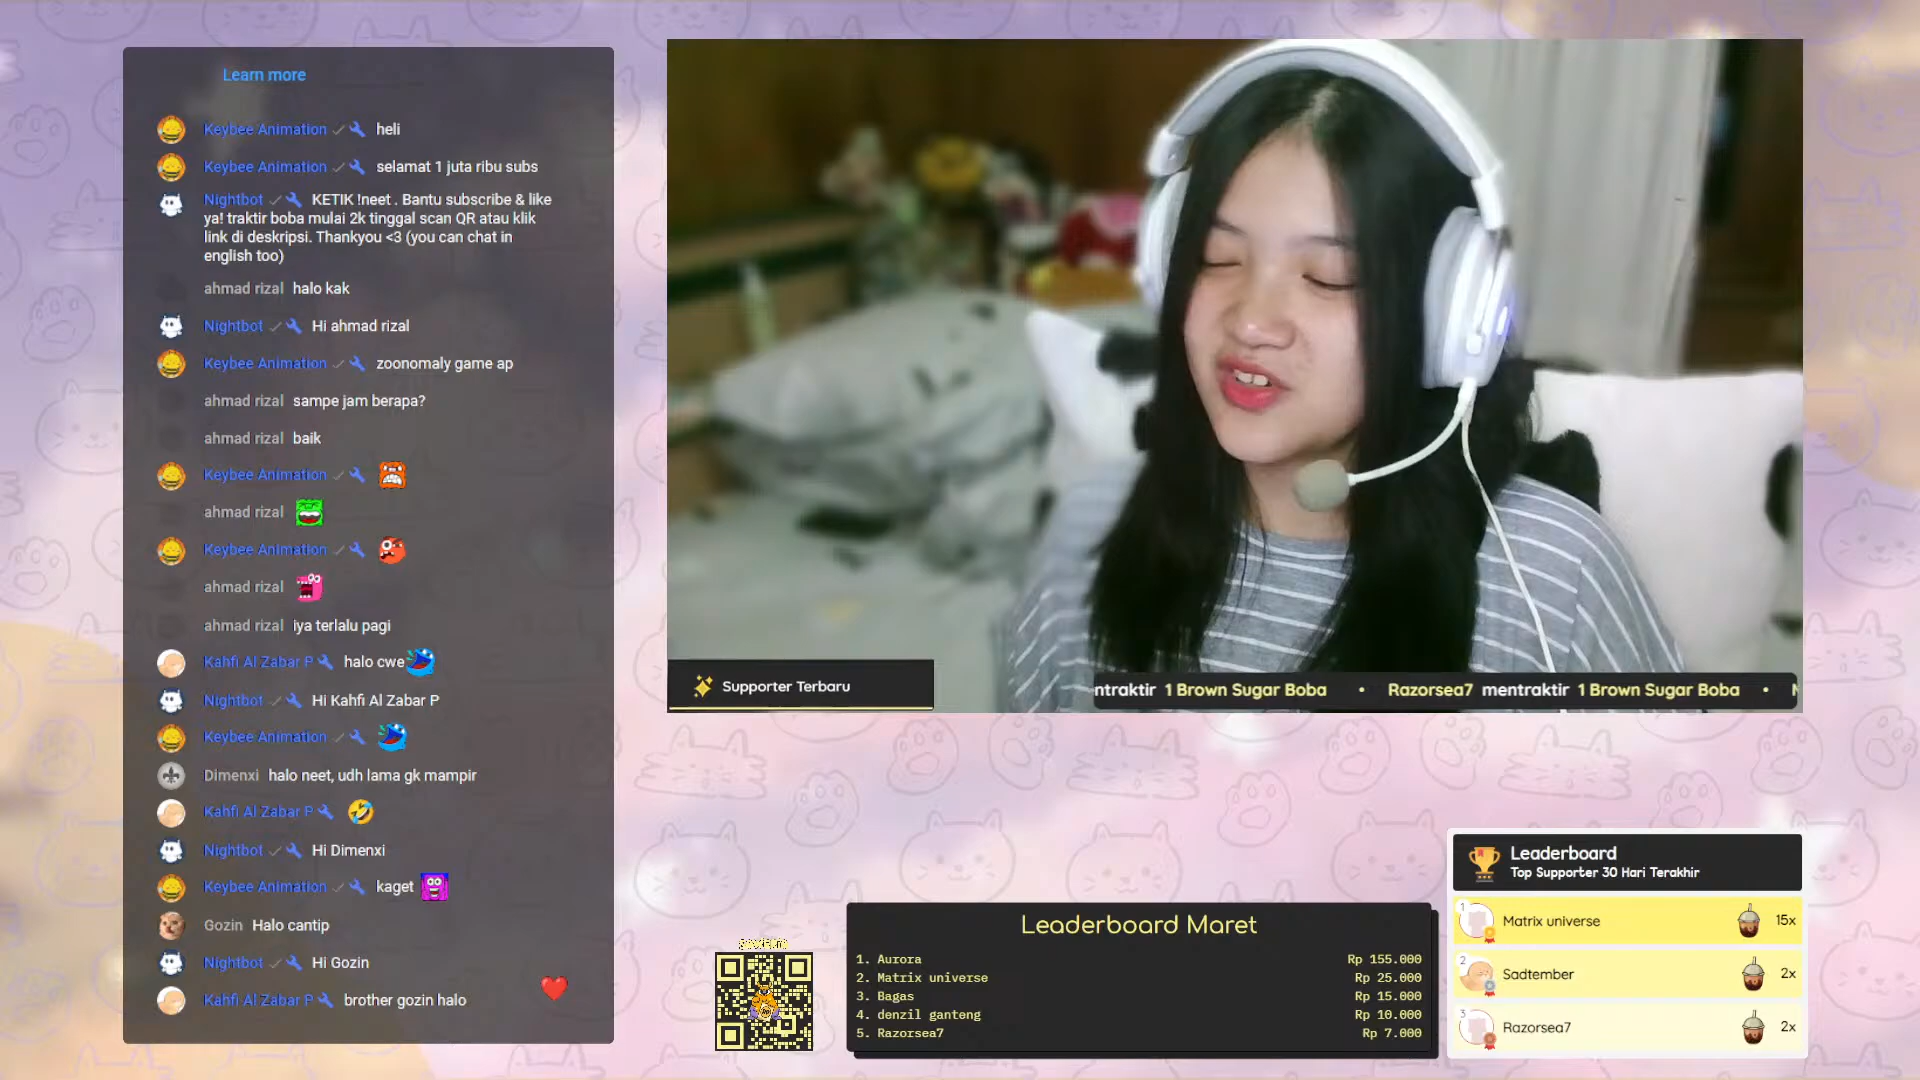 Learn more
Keybee Animation heli
Keybee Animation selamat 1 juta ribu subs
Nightbot KETIK !neet . Bantu subscribe & like
ya! traktir boba mulai 2k tinggal scan QR atau klik
link di deskripsi. Thankyou <3 (you can chat in
english too)
ahmad rizal halo kak
Nightbot Hi ahmad rizal
Keybee Animation zoonomaly game ap
ahmad rizal sampe jam berapa?
ahmad rizal baik
Keybee Animation
ahmad rizal
Keybee Animation
ahmad rizal
ahmad rizal iya terlalu pagi
Kahfi Al Zabar P halo cwe
Nightbot Hi Kahfi Al Zabar P
Keybee Animation
Dimenxi halo neet, udh lama gk mampir
Kahfi Al Zabar P
Nightbot Hi Dimenxi
Keybee Animation kaget
Gozin Halo cantip
Nightbot Hi Gozin
Kahfi Al Zabar P brother gozin halo
Supporter Terbaru
ntraktir 1 Brown Sugar Boba • Razorsea7 mentraktir 1 Brown Sugar Boba •
Leaderboard Maret
1. Aurora Rp 155.000
2. Matrix universe Rp 25.000
3. Bagas Rp 15.000
4. denzil ganteng Rp 10.000
5. Razorsea7 Rp 7.000
Leaderboard
Top Supporter 30 Hari Terakhir
1 Matrix universe 15x
2 Sadtember 2x
3 Razorsea7 2x